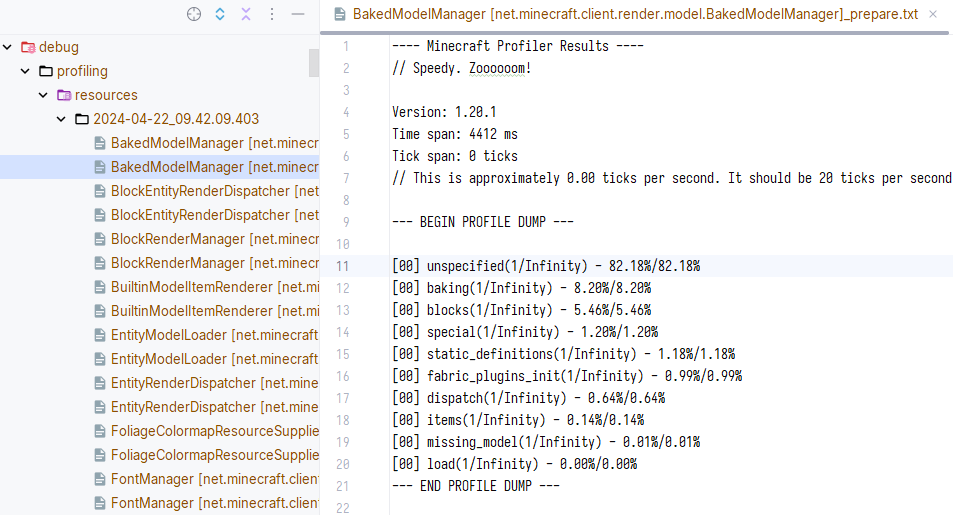 debug
profiling
resources
2024-04-22_09.42.09.403
BakedModelManager [net.minecr
BakedModelManager [net.minecr
BlockEntityRenderDispatcher [net
BlockEntityRenderDispatcher [net
BlockRenderManager [net.minecr
BlockRenderManager [net.minecr
BuiltinModelItemRenderer [net.mi
BuiltinModelItemRenderer [net.mi
EntityModelLoader [net.minecraft
EntityModelLoader [net.minecraft
EntityRenderDispatcher [net.mine
EntityRenderDispatcher [net.mine
FoliageColormapResourceSupplie
FoliageColormapResourceSupplie
FontManager [net.minecraft.client
FontManager [net.minecraft.client
BakedModelManager [net.minecraft.client.render.model.BakedModelManager]_prepare.txt
1 ---- Minecraft Profiler Results ----
2 // Speedy. Zoooooom!
3
4 Version: 1.20.1
5 Time span: 4412 ms
6 Tick span: 0 ticks
7 // This is approximately 0.00 ticks per second. It should be 20 ticks per second
8
9 --- BEGIN PROFILE DUMP ---
10
11 [00] unspecified(1/Infinity) - 82.18%/82.18%
12 [00] baking(1/Infinity) - 8.20%/8.20%
13 [00] blocks(1/Infinity) - 5.46%/5.46%
14 [00] special(1/Infinity) - 1.20%/1.20%
15 [00] static_definitions(1/Infinity) - 1.18%/1.18%
16 [00] fabric_plugins_init(1/Infinity) - 0.99%/0.99%
17 [00] dispatch(1/Infinity) - 0.64%/0.64%
18 [00] items(1/Infinity) - 0.14%/0.14%
19 [00] missing_model(1/Infinity) - 0.01%/0.01%
20 [00] load(1/Infinity) - 0.00%/0.00%
21 --- END PROFILE DUMP ---
22